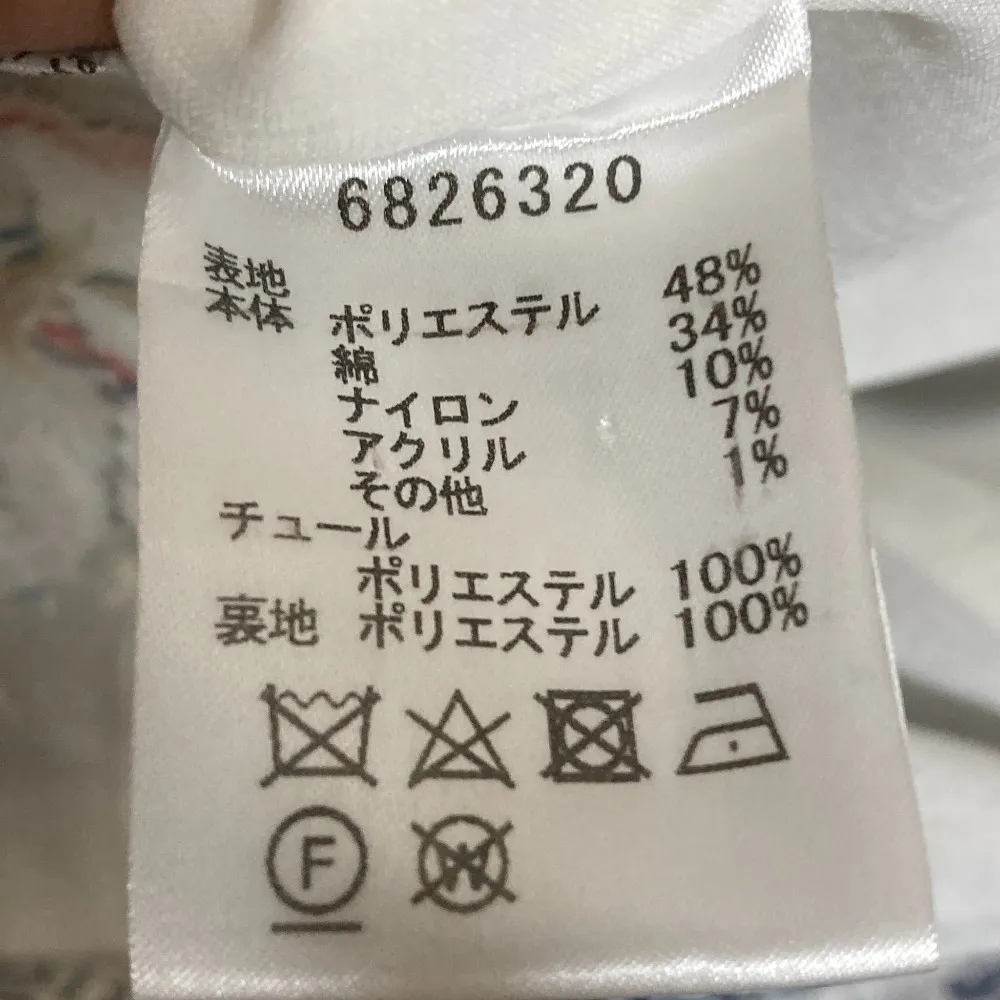 6826320
表地
本体 ポリエステル 48%
綿 34%
ナイロン 10%
アクリル 7%
その他 1%
チュール
ポリエステル 100%
裏地 ポリエステル 100%
F
W